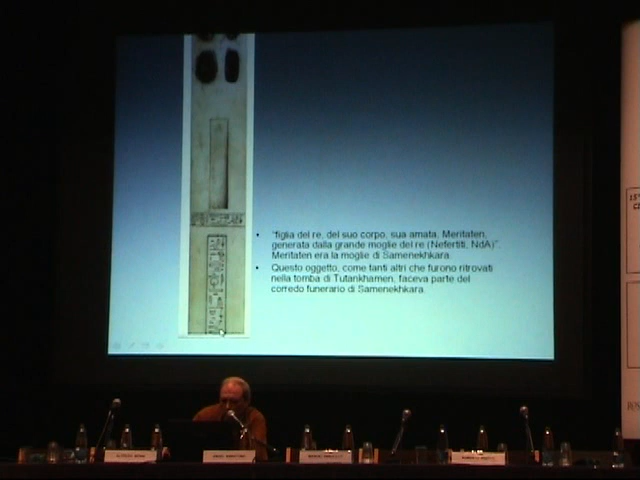 • "figlia del re, del suo corpo, sua amata, Meritaten,
generata dalla grande moglie del re (Nefertiti, NdA)".
Meritaten era la moglie di Samenekhkara.
• Questo oggetto, come tanti altri che furono ritrovati
nella tomba di Tutankhamen, faceva parte del
corredo funerario di Samenekhkara.